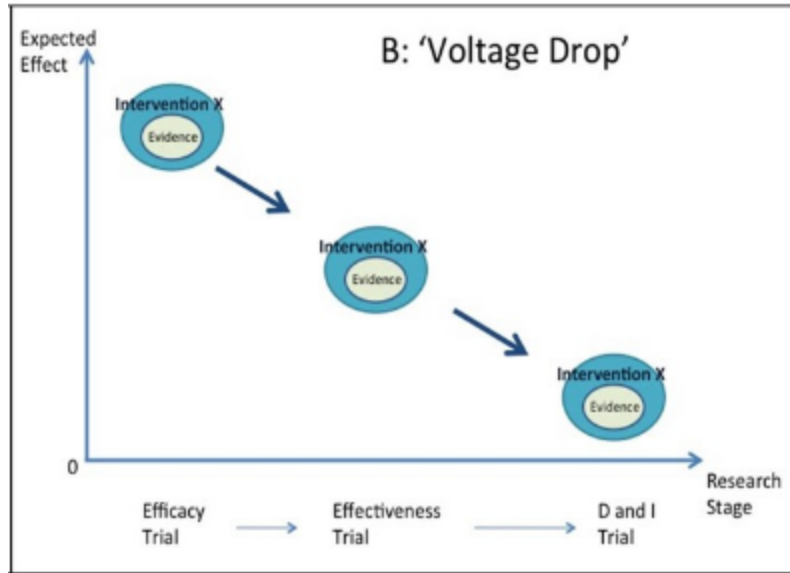 Expected
Effect
B: ‘Voltage Drop’
Intervention X
Evidence
Intervention X
Evidence
Intervention X
Evidence
0
Research
Stage
Efficacy
Trial
Effectiveness
Trial
D and I
Trial